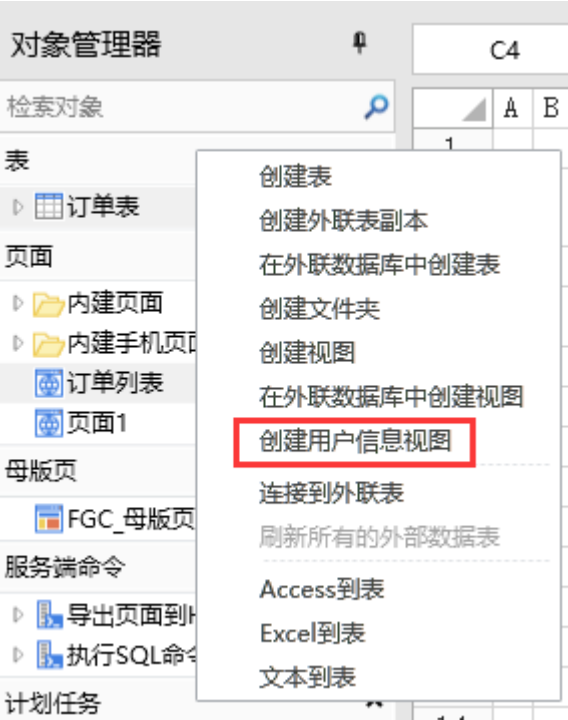 对象管理器
C4
检索对象
A B
1
表
订单表
页面
内建页面
内建手机页面
订单列表
页面1
母版页
FGC_母版页
服务端命令
导出页面到
执行SQL命令
计划任务
创建表
创建外联表副本
在外联数据库中创建表
创建文件夹
创建视图
在外联数据库中创建视图
创建用户信息视图
连接到外联表
刷新所有的外部数据表
Access到表
Excel到表
文本到表